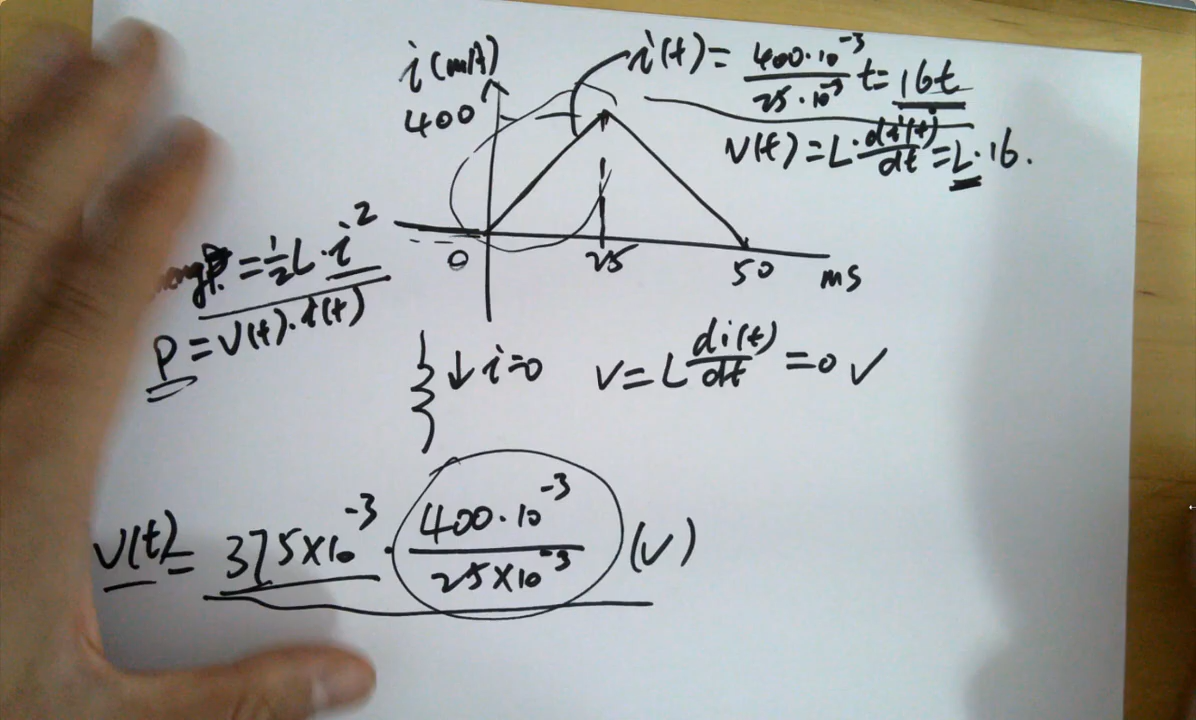 i(mA)
400
i(t) = 400·10⁻³ / 25·10⁻³ t = 16t
v(t) = L·di(t)/dt = L·16.
0 25 50 ms
= ½L·i²
P = v(t)·i(t)
↓ i=0
v = L di(t)/dt = 0 ✓
v(t) = 375×10⁻³ · 400·10⁻³ / 25×10⁻³ (v)